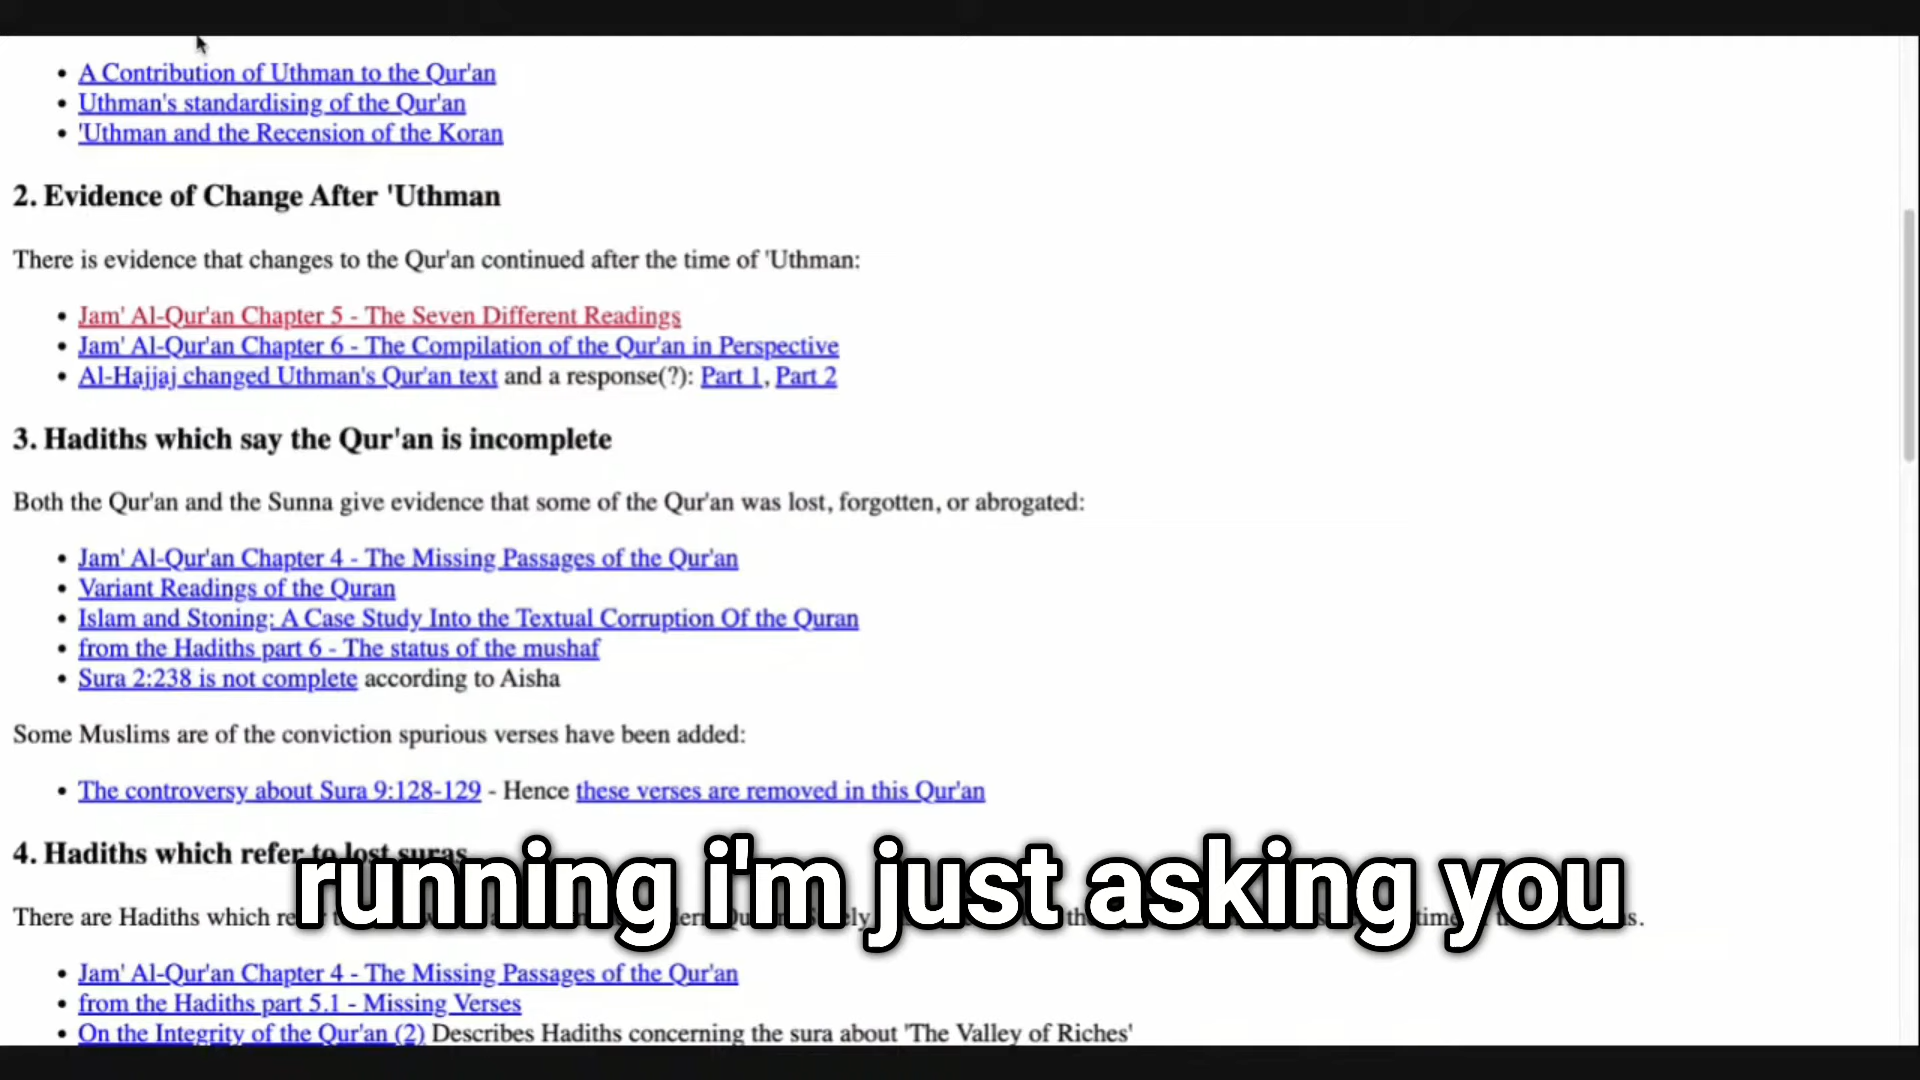 A Contribution of Uthman to the Qur'an
Uthman's standardising of the Qur'an
'Uthman and the Recension of the Koran
2. Evidence of Change After 'Uthman
There is evidence that changes to the Qur'an continued after the time of 'Uthman:
Jam' Al-Qur'an Chapter 5 - The Seven Different Readings
Jam' Al-Qur'an Chapter 6 - The Compilation of the Qur'an in Perspective
Al-Hajjaj changed Uthman's Qur'an text and a response(?): Part 1, Part 2
3. Hadiths which say the Qur'an is incomplete
Both the Qur'an and the Sunna give evidence that some of the Qur'an was lost, forgotten, or abrogated:
Jam' Al-Qur'an Chapter 4 - The Missing Passages of the Qur'an
Variant Readings of the Quran
Islam and Stoning: A Case Study Into the Textual Corruption Of the Quran
from the Hadiths part 6 - The status of the mushaf
Sura 2:238 is not complete according to Aisha
Some Muslims are of the conviction spurious verses have been added:
The controversy about Sura 9:128-129 - Hence these verses are removed in this Qur'an
4. Hadiths which refer to lost suras
running i'm just asking you
There are Hadiths which
Jam' Al-Qur'an Chapter 4 - The Missing Passages of the Qur'an
from the Hadiths part 5.1 - Missing Verses
On the Integrity of the Qur'an (2) Describes Hadiths concerning the sura about 'The Valley of Riches'